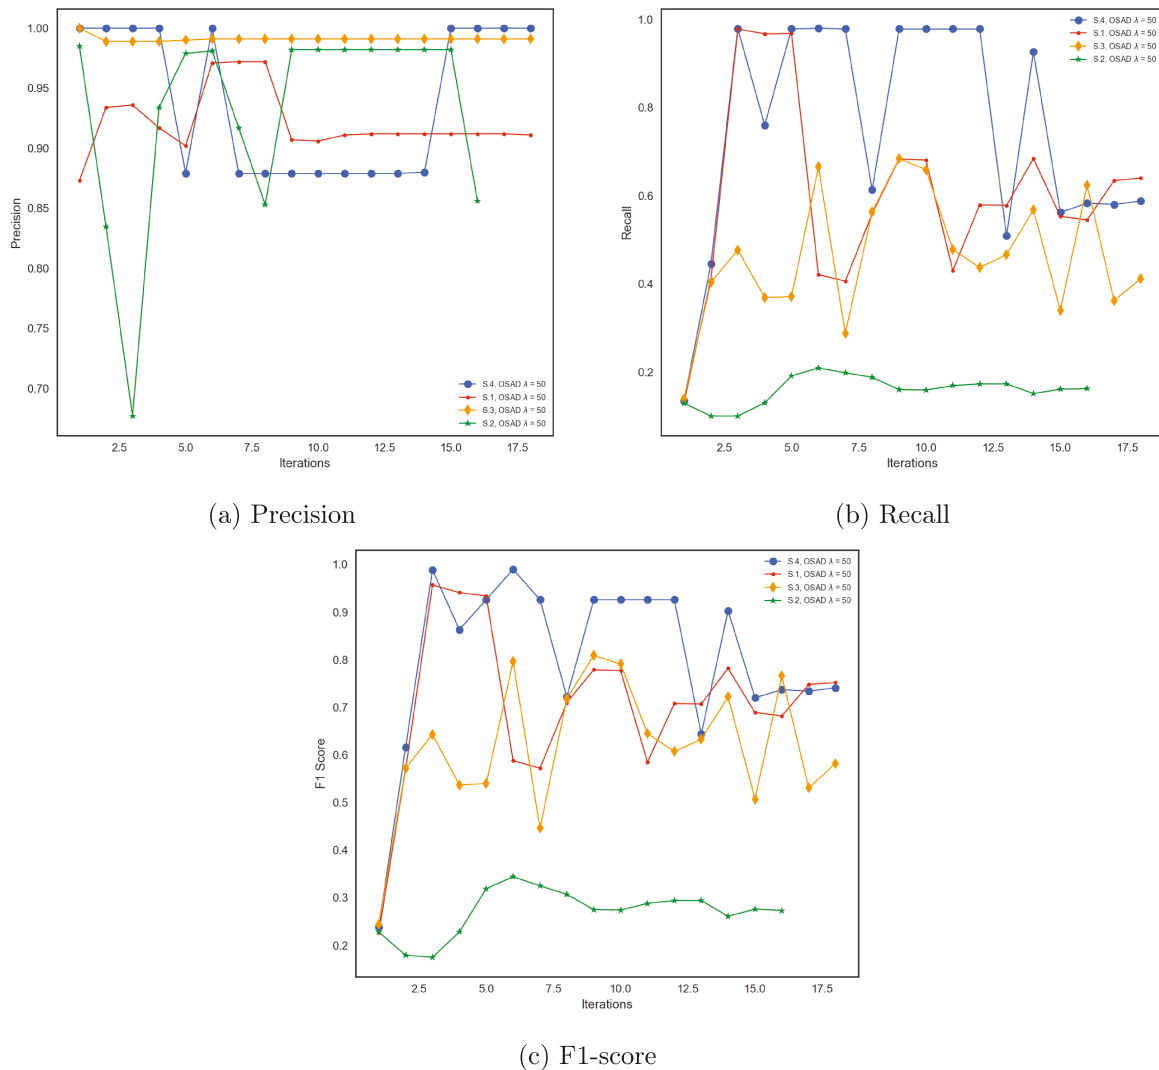 1.00
0.95
0.90
0.85
0.80
0.75
0.70
Precision
2.5 5.0 7.5 10.0 12.5 15.0 17.5
Iterations
S.4, OSAD λ = 50
S.1, OSAD λ = 50
S.3, OSAD λ = 50
S.2, OSAD λ = 50
(a) Precision
1.0
0.8
0.6
0.4
0.2
Recall
2.5 5.0 7.5 10.0 12.5 15.0 17.5
Iterations
S.4, OSAD λ = 50
S.1, OSAD λ = 50
S.3, OSAD λ = 50
S.2, OSAD λ = 50
(b) Recall
1.0
0.9
0.8
0.7
0.6
0.5
0.4
0.3
0.2
F1 Score
2.5 5.0 7.5 10.0 12.5 15.0 17.5
Iterations
S.4, OSAD λ = 50
S.1, OSAD λ = 50
S.3, OSAD λ = 50
S.2, OSAD λ = 50
(c) F1-score